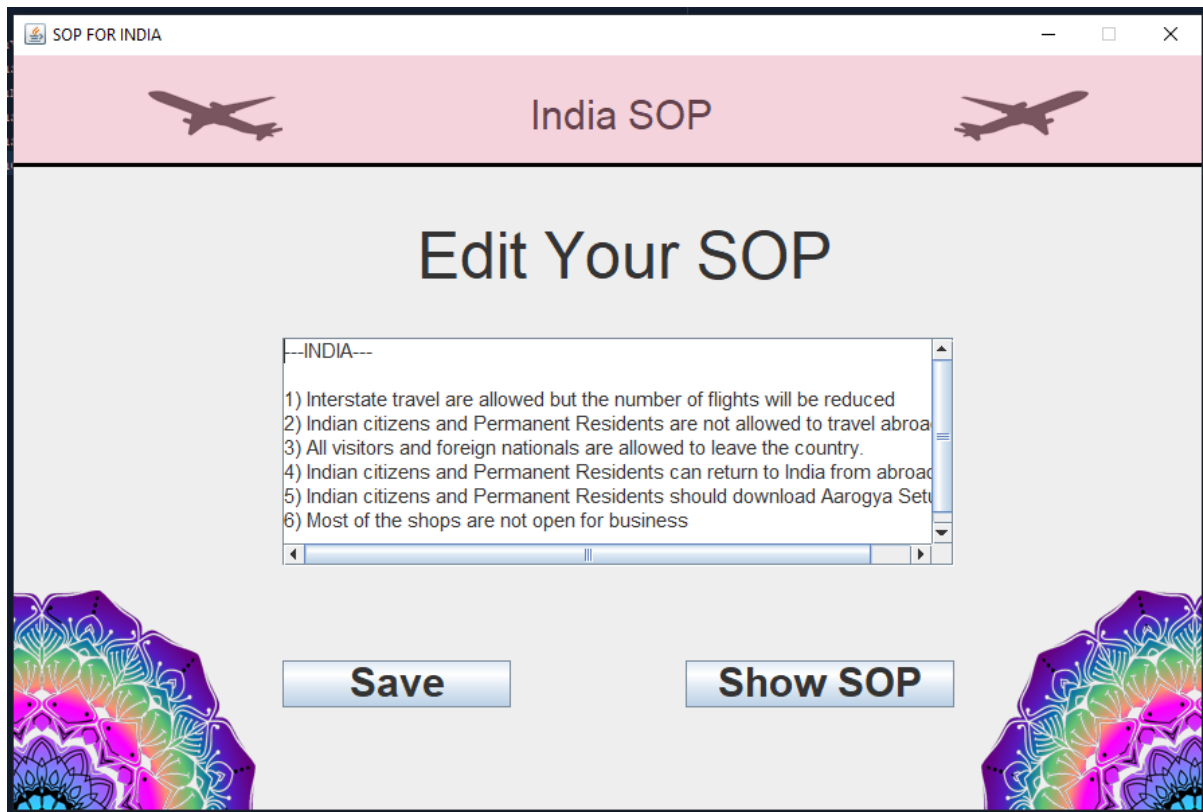 SOP FOR INDIA
India SOP
Edit Your SOP
---INDIA---
1) Interstate travel are allowed but the number of flights will be reduced
2) Indian citizens and Permanent Residents are not allowed to travel
3) All visitors and foreign nationals are allowed to leave the country.
4) Indian citizens and Permanent Residents can return to India from
5) Indian citizens and Permanent Residents should download Aarogya
6) Most of the shops are not open for business
Save
Show SOP